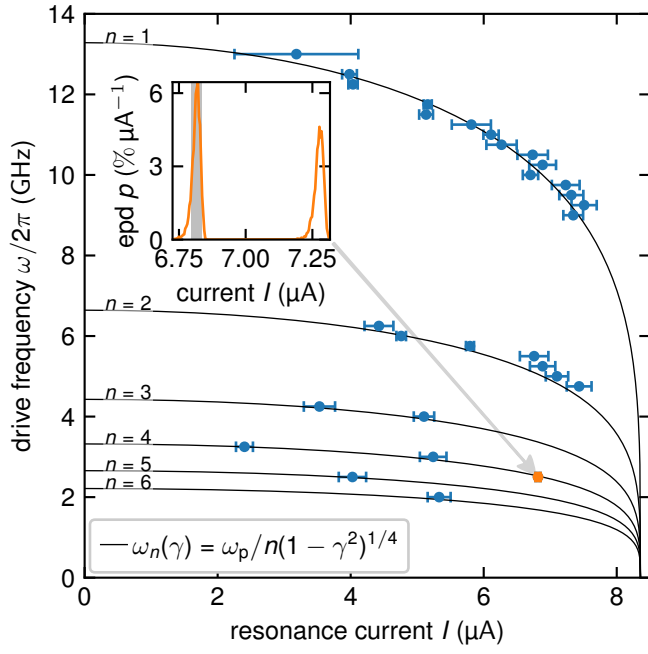 14
12
10
8
6
4
2
0
drive frequency ω/2π (GHz)
n = 1
n = 2
n = 3
n = 4
n = 5
n = 6
6
3
0
epd p (% μA⁻¹)
6.75 7.00 7.25
current I (μA)
ωₙ(γ) = ωₚ/n(1 − γ²)^{1/4}
0 2 4 6 8
resonance current I (μA)